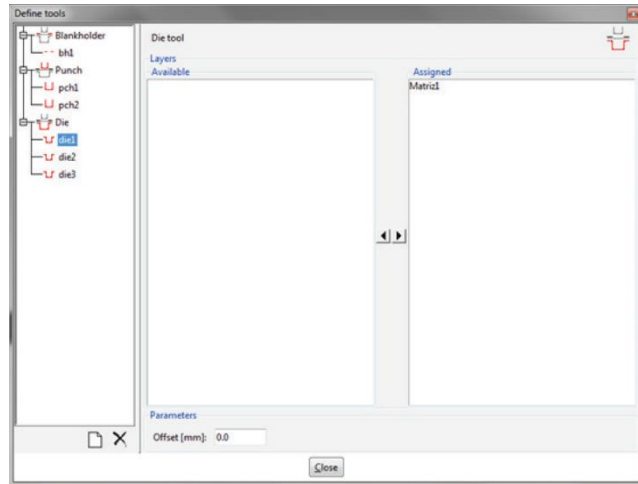 Define tools
Blankholder
bh1
Punch
pch1
pch2
Die
die1
die2
die3
Die tool
Layers
Available
Assigned
Matriz1
Parameters
Offset [mm]: 0.0
Close